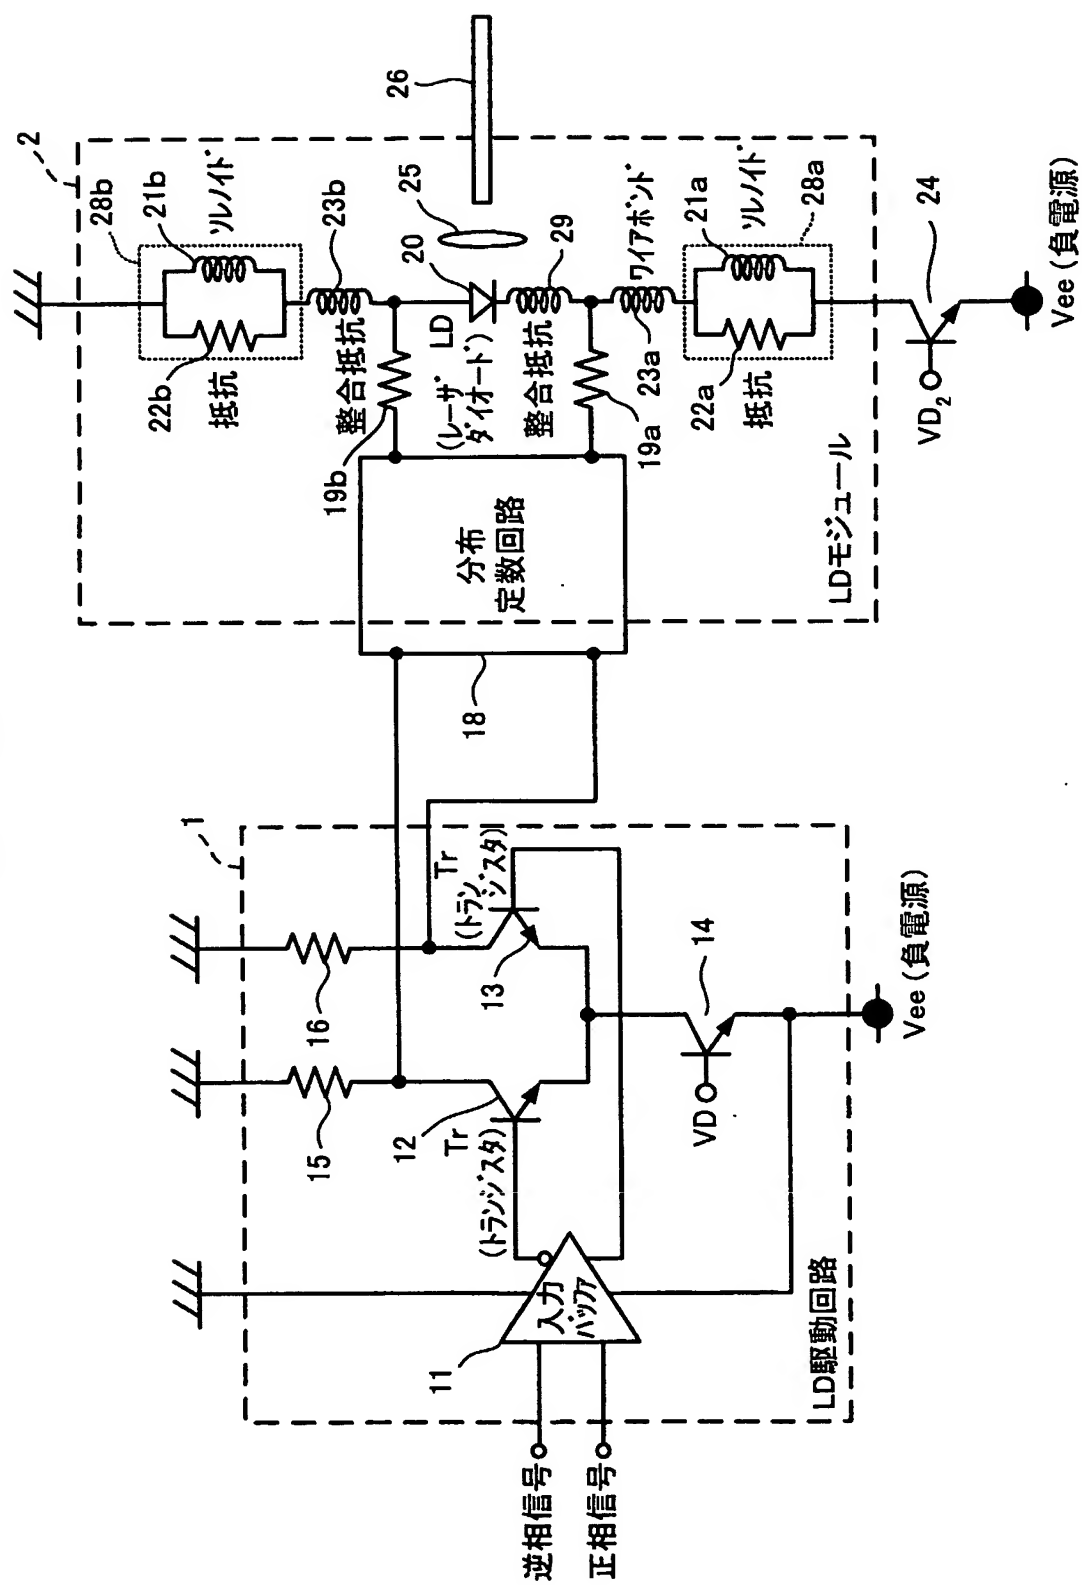 2
28b
21b
ソレノイド
22b
抵抗
23b
整合抵抗
19b
LD
(レーザ
ダイオード)
20
25
26
整合抵抗
19a
29
ワイアボンド
23a
21a
ソレノイド
22a
抵抗
28a
分布
定数回路
18
LDモジュール
VD2
24
Vee (負電源)
1
16
15
Tr
(トランジスタ)
13
12
Tr
(トランジスタ)
14
VD
Vee (負電源)
11
入力
バッファ
LD駆動回路
逆相信号
正相信号